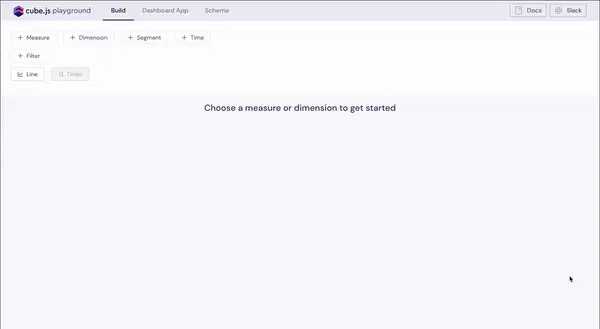 cube.js playground Build Dashboard App Schema Docs Slack
+ Measure + Dimension + Segment + Time
+ Filter
Line Order
Choose a measure or dimension to get started